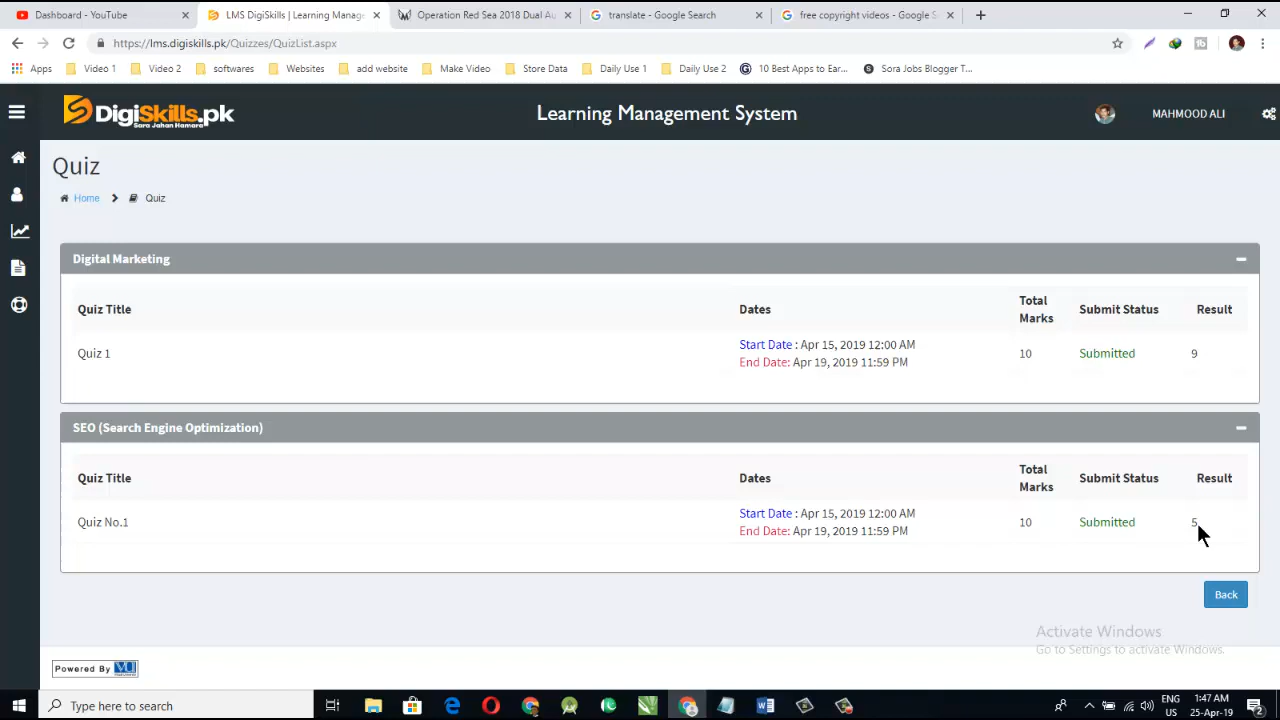 Dashboard - YouTube
LMS DigiSkills | Learning Manage
Operation Red Sea 2018 Dual Au
translate - Google Search
free copyright videos - Google S
https://lms.digiskills.pk/Quizzes/QuizList.aspx
Apps
Video 1
Video 2
softwares
Websites
add website
Make Video
Store Data
Daily Use 1
Daily Use 2
10 Best Apps to Ear...
Sora Jobs Blogger T...
DigiSkills.pk
Sara Jahan Hamara
Learning Management System
MAHMOOD ALI
Quiz
Home
Quiz
Digital Marketing
Quiz Title Dates Total Marks Submit Status Result
Quiz 1 Start Date : Apr 15, 2019 12:00 AM 10 Submitted 9
End Date: Apr 19, 2019 11:59 PM
SEO (Search Engine Optimization)
Quiz Title Dates Total Marks Submit Status Result
Quiz No.1 Start Date : Apr 15, 2019 12:00 AM 10 Submitted 5
End Date: Apr 19, 2019 11:59 PM
Back
Activate Windows
Go to Settings to activate Windows.
Powered By VU
Type here to search
ENG
US
1:47 AM
25-Apr-19
2